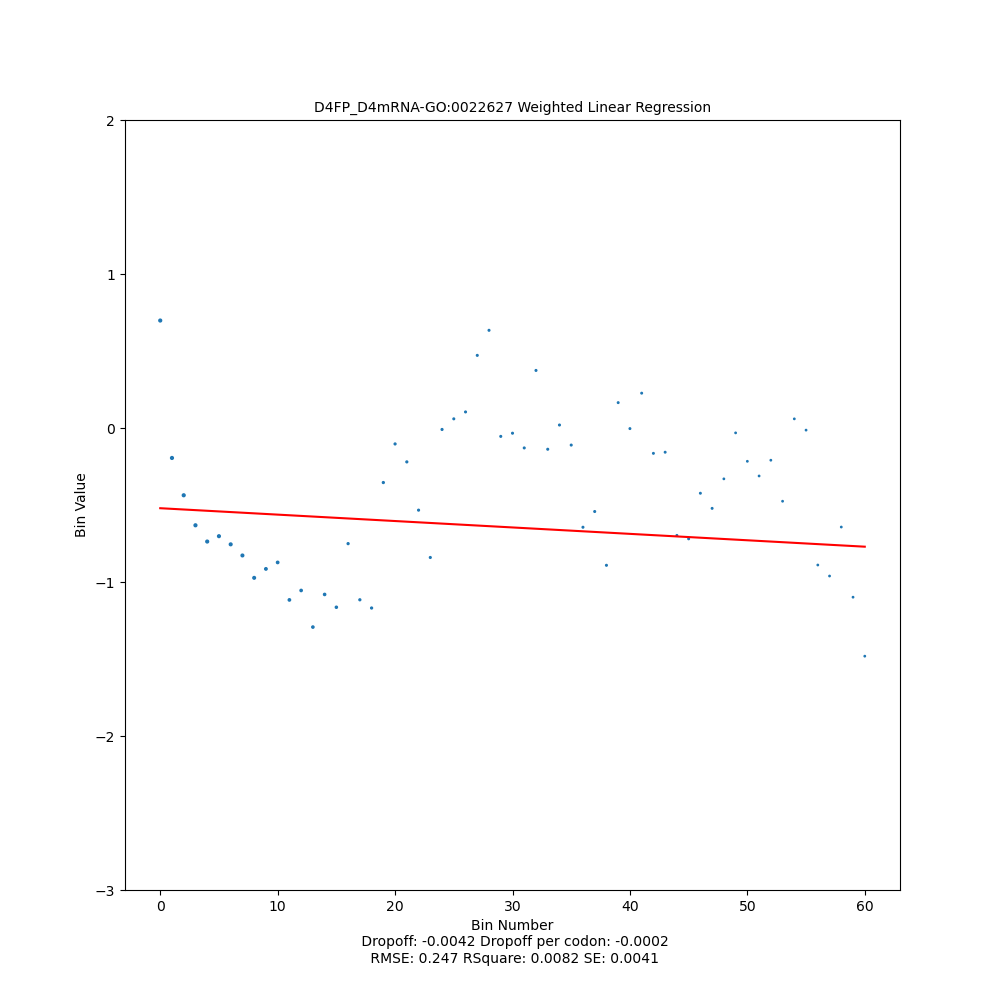 D4FP_D4mRNA-GO:0022627 Weighted Linear Regression
2
1
0
−1
−2
−3
Bin Value
0 10 20 30 40 50 60
Bin Number
Dropoff: -0.0042 Dropoff per codon: -0.0002
RMSE: 0.247 RSquare: 0.0082 SE: 0.0041